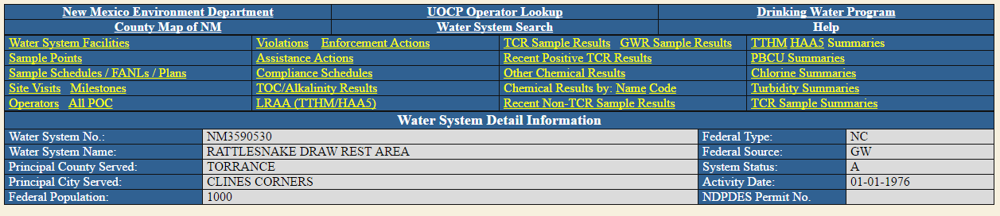 New Mexico Environment Department UOCP Operator Lookup Drinking Water Program
County Map of NM Water System Search Help
Water System Facilities Violations Enforcement Actions TCR Sample Results GWR Sample Results TTHM HAA5 Summaries
Sample Points Assistance Actions Recent Positive TCR Results PBCU Summaries
Sample Schedules / FANLs / Plans Compliance Schedules Other Chemical Results Chlorine Summaries
Site Visits Milestones TOC/Alkalinity Results Chemical Results by: Name Code Turbidity Summaries
Operators All POC LRAA (TTHM/HAA5) Recent Non-TCR Sample Results TCR Sample Summaries
Water System Detail Information
Water System No.: NM3590530 Federal Type: NC
Water System Name: RATTLESNAKE DRAW REST AREA Federal Source: GW
Principal County Served: TORRANCE System Status: A
Principal City Served: CLINES CORNERS Activity Date: 01-01-1976
Federal Population: 1000 NDPDES Permit No.